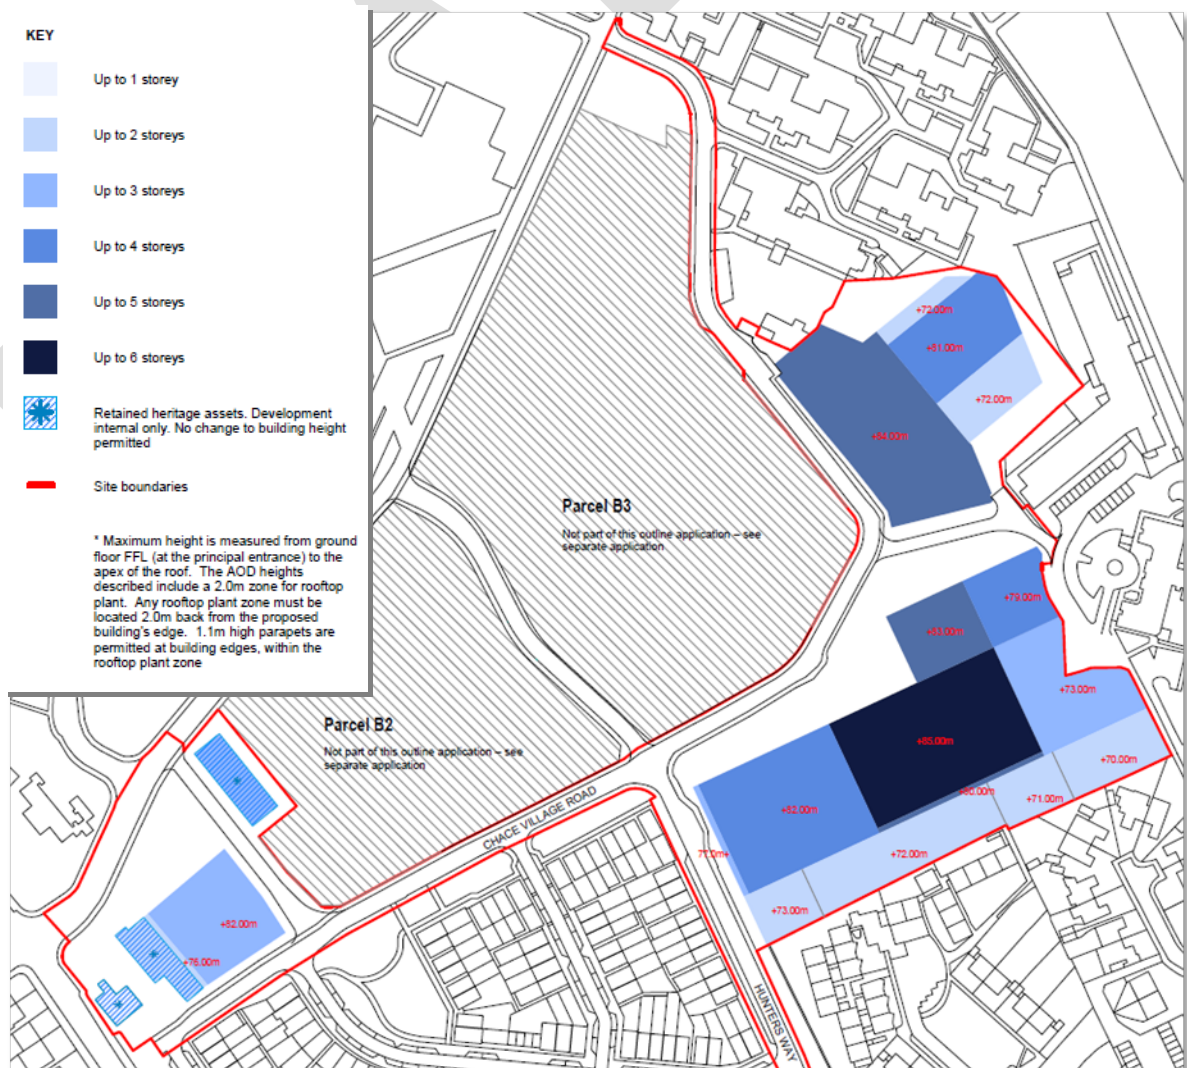 KEY
Up to 1 storey
Up to 2 storeys
Up to 3 storeys
Up to 4 storeys
Up to 5 storeys
Up to 6 storeys
Retained heritage assets. Development
internal only. No change to building height
permitted
Site boundaries
* Maximum height is measured from ground
floor FFL (at the principal entrance) to the
apex of the roof. The AOD heights
described include a 2.0m zone for rooftop
plant. Any rooftop plant zone must be
located 2.0m back from the proposed
building's edge. 1.1m high parapets are
permitted at building edges, within the
rooftop plant zone
+72.00m
+81.00m
+72.00m
+84.00m
Parcel B3
Not part of this outline application – see
separate application
+79.00m
+83.00m
+73.00m
+85.00m
+70.00m
+80.00m
+71.00m
+82.00m
+72.00m
+73.00m
Parcel B2
Not part of this outline application – see
separate application
CHACE VILLAGE ROAD
+82.00m
+76.00m
HUNTERS WAY